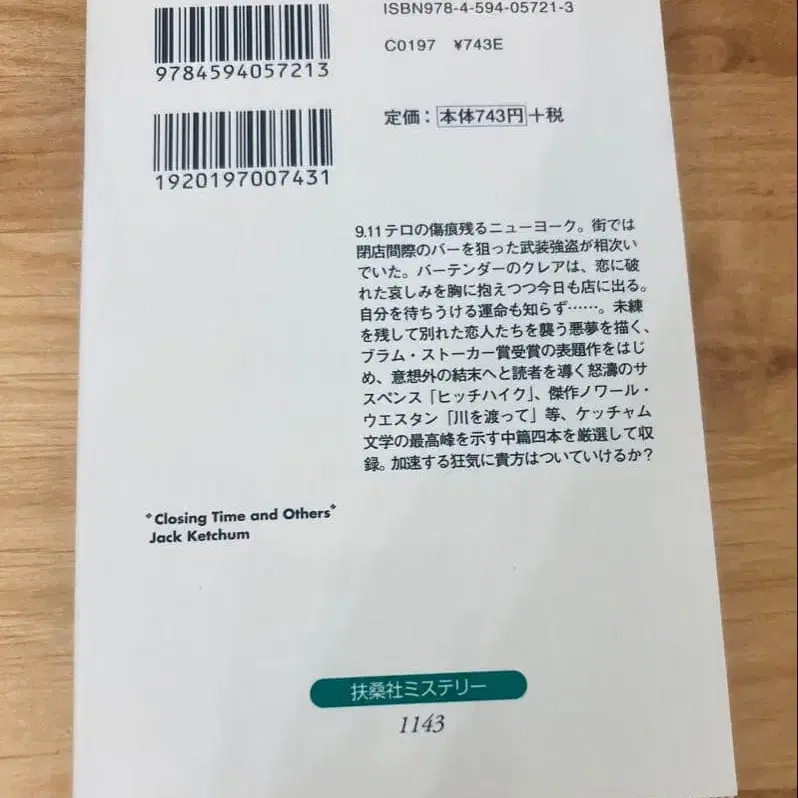 ISBN978-4-594-05721-3
9784594057213
C0197 ¥743E
定価：本体743円＋税
1920197007431
9.11テロの傷痕残るニューヨーク。街では
閉店間際のバーを狙った武装強盗が相次い
でいた。バーテンダーのクレアは、恋に破
れた哀しみを胸に抱えつつ今日も店に出る。
自分を待ちうける運命も知らず……。未練
を残して別れた恋人たちを襲う悪夢を描く、
ブラム・ストーカー賞受賞の表題作をはじ
め、意想外の結末へと読者を導く怒濤のサ
スペンス「ヒッチハイク」、傑作ノワール・
ウエスタン「川を渡って」等、ケッチャム
文学の最高峰を示す中篇四本を厳選して収
録。加速する狂気に貴方はついていけるか？
"Closing Time and Others"
Jack Ketchum
扶桑社ミステリー
1143